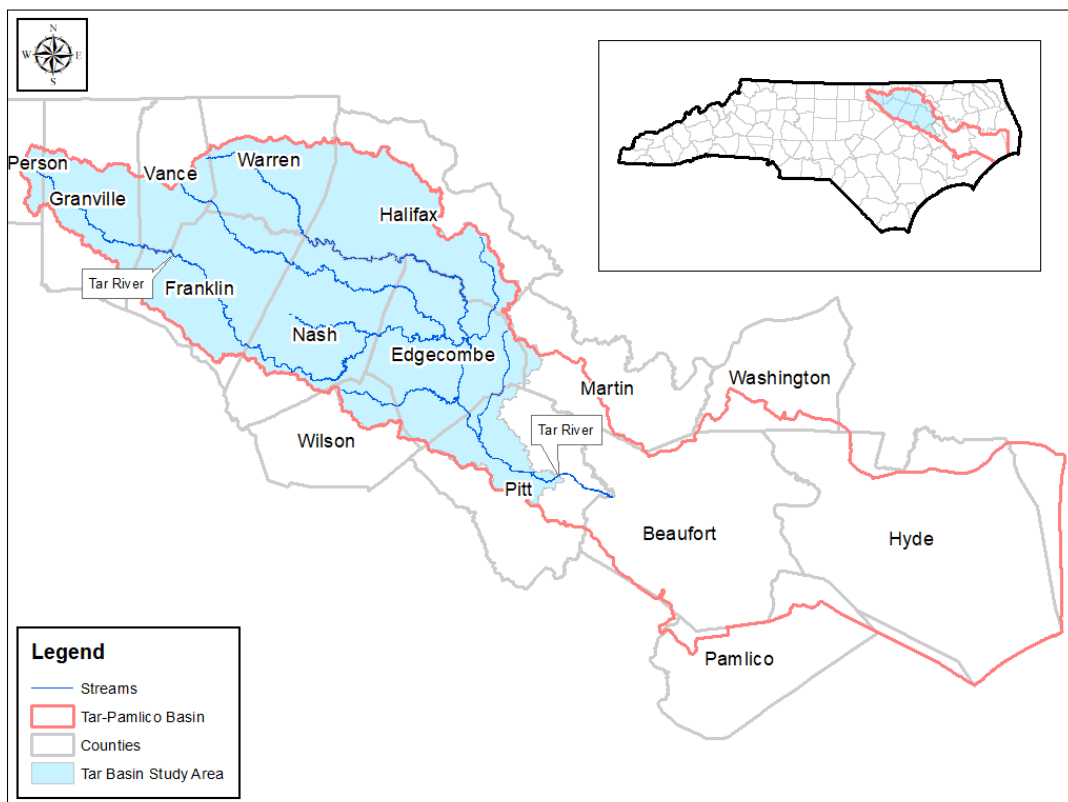 N
W E
S
Person
Warren
Vance
Granville
Halifax
Tar River
Franklin
Nash
Edgecombe
Martin
Washington
Tar River
Wilson
Pitt
Beaufort
Hyde
Pamlico
Legend
Streams
Tar-Pamlico Basin
Counties
Tar Basin Study Area